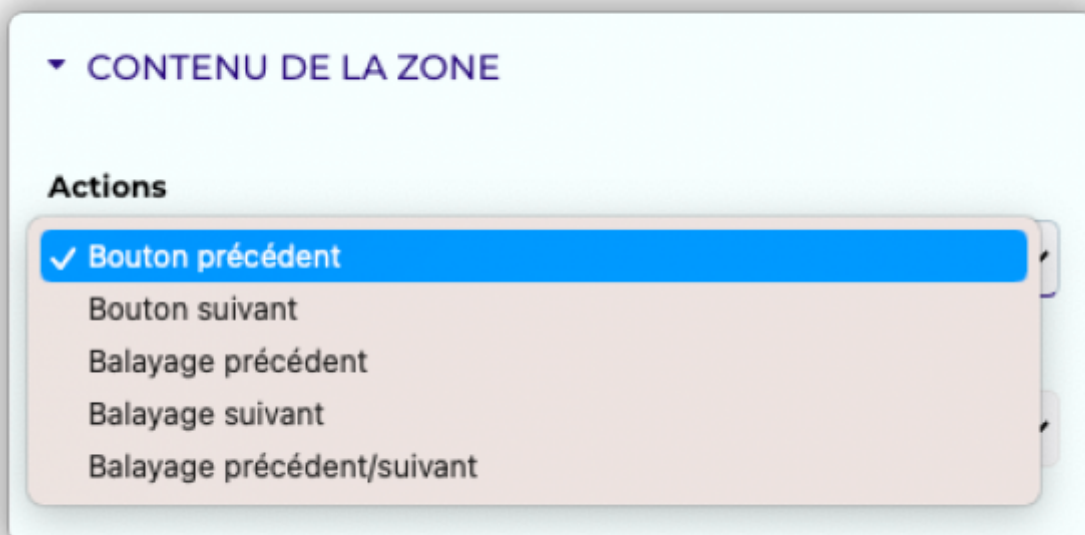 CONTENU DE LA ZONE
Actions
Bouton précédent
Bouton suivant
Balayage précédent
Balayage suivant
Balayage précédent/suivant